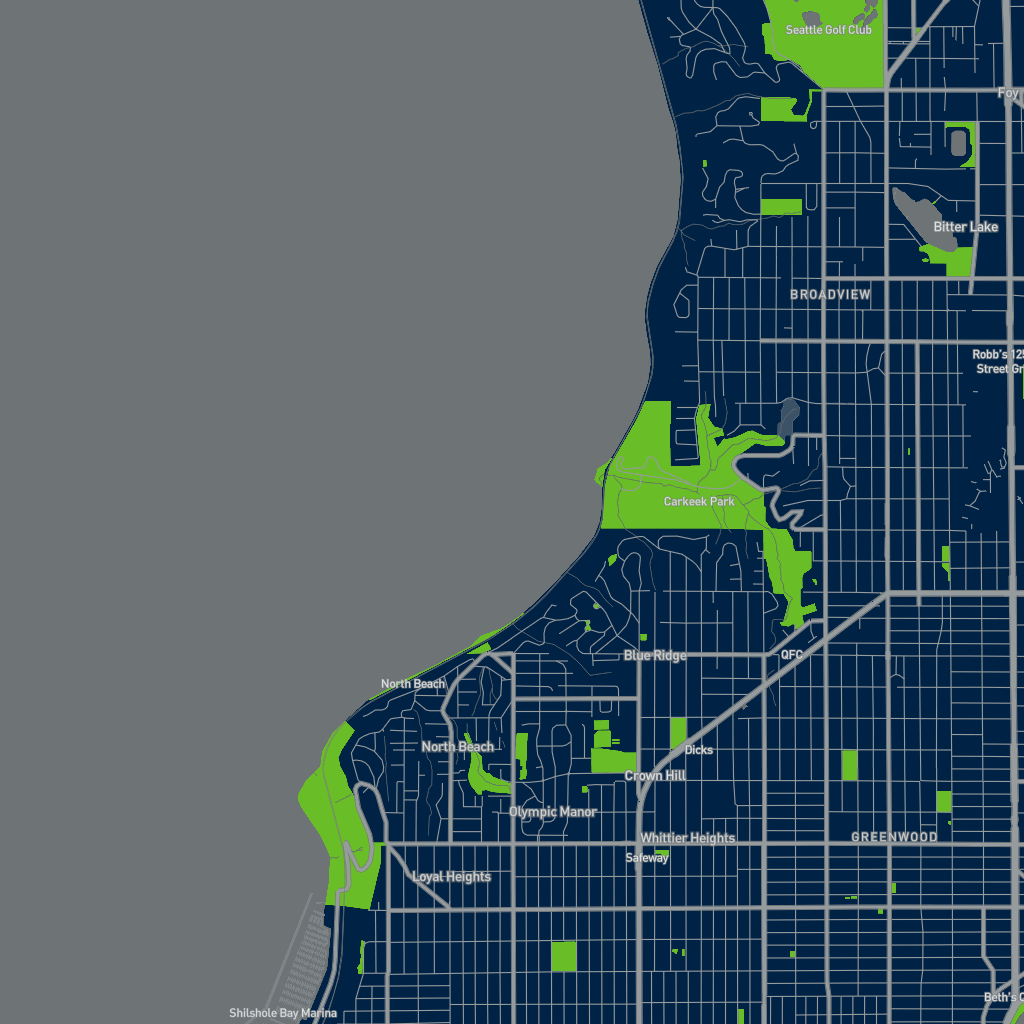 Seattle Golf Club
Foy
Bitter Lake
BROADVIEW
Robb's 125
Street Gr
Carkeek Park
Blue Ridge
QFC
North Beach
North Beach
Dicks
Crown Hill
Olympic Manor
Whittier Heights
GREENWOOD
Safeway
Loyal Heights
Beth's C
Shilshole Bay Marina